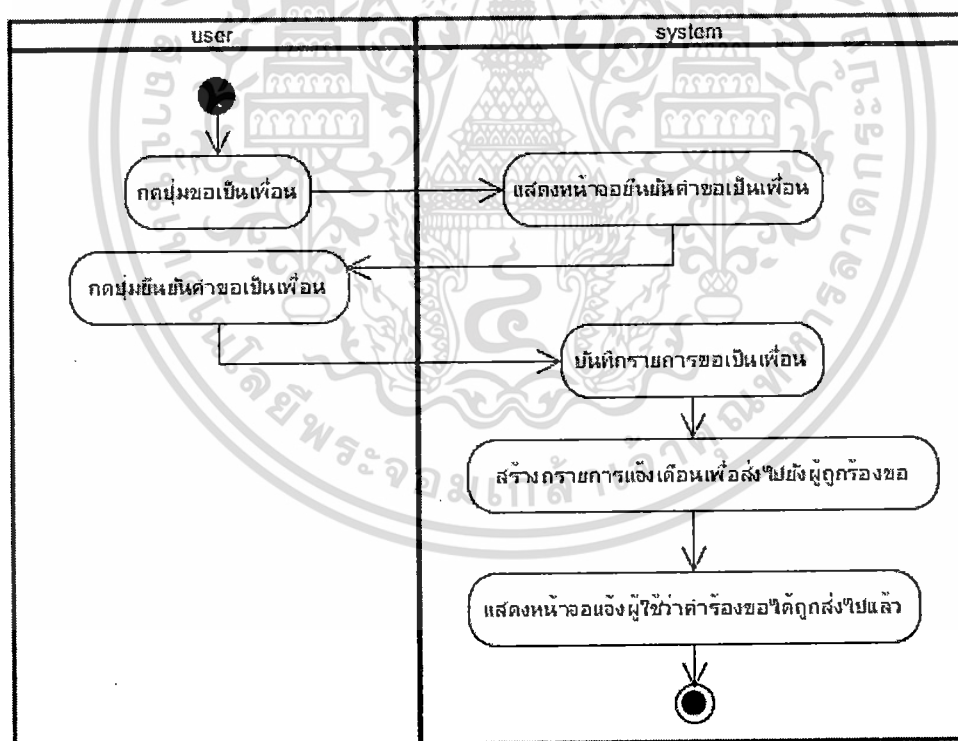 user
system
กดปุ่มขอเป็นเพื่อน
แสดงหน้าจอยืนยันคำขอเป็นเพื่อน
กดปุ่มยืนยันคำขอเป็นเพื่อน
บันทึกรายการขอเป็นเพื่อน
สร้างกรายการแจ้งเตือนเพื่อส่งไปยังผู้ถูกร้องขอ
แสดงหน้าจอแจ้งผู้ใช้ว่าคำร้องขอได้ถูกส่งไปแล้ว